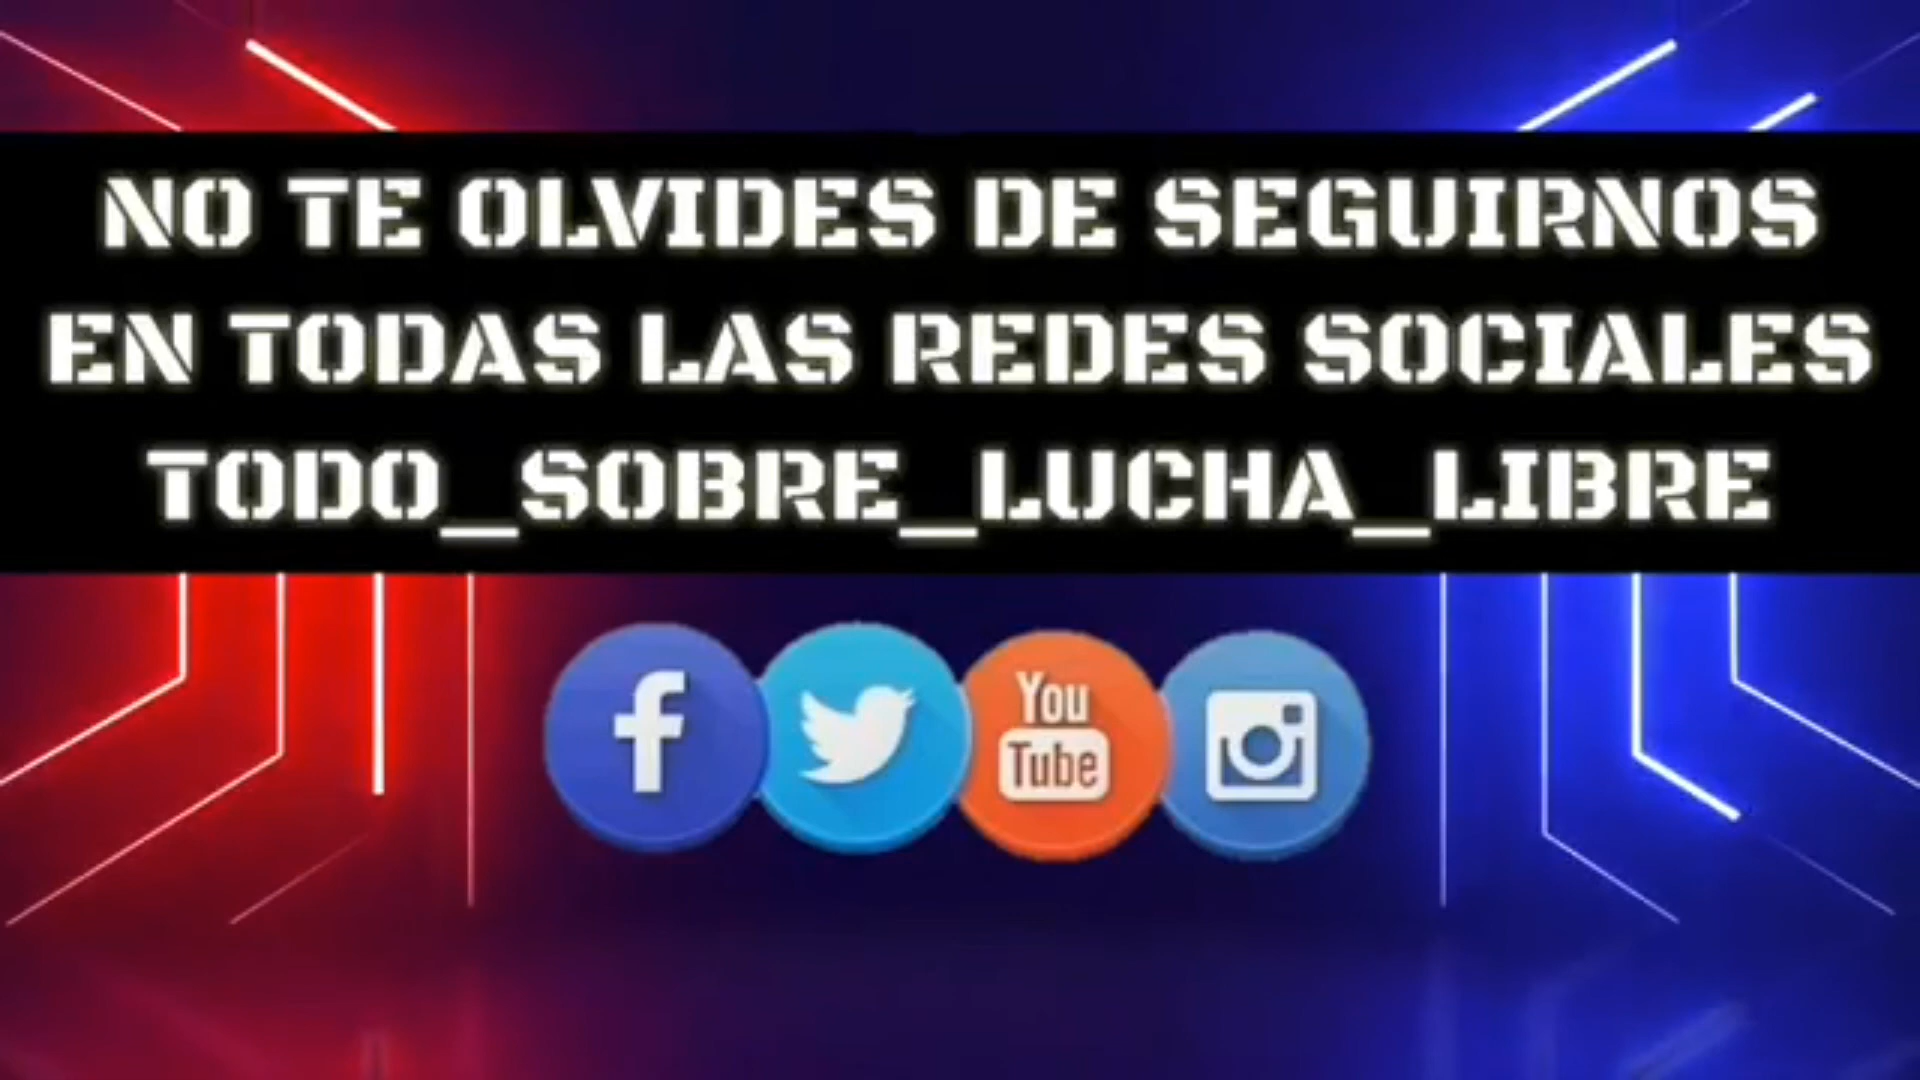 NO TE OLVIDES DE SEGUIRNOS
EN TODAS LAS REDES SOCIALES
TODO_SOBRE_LUCHA_LIBRE
f
You
Tube